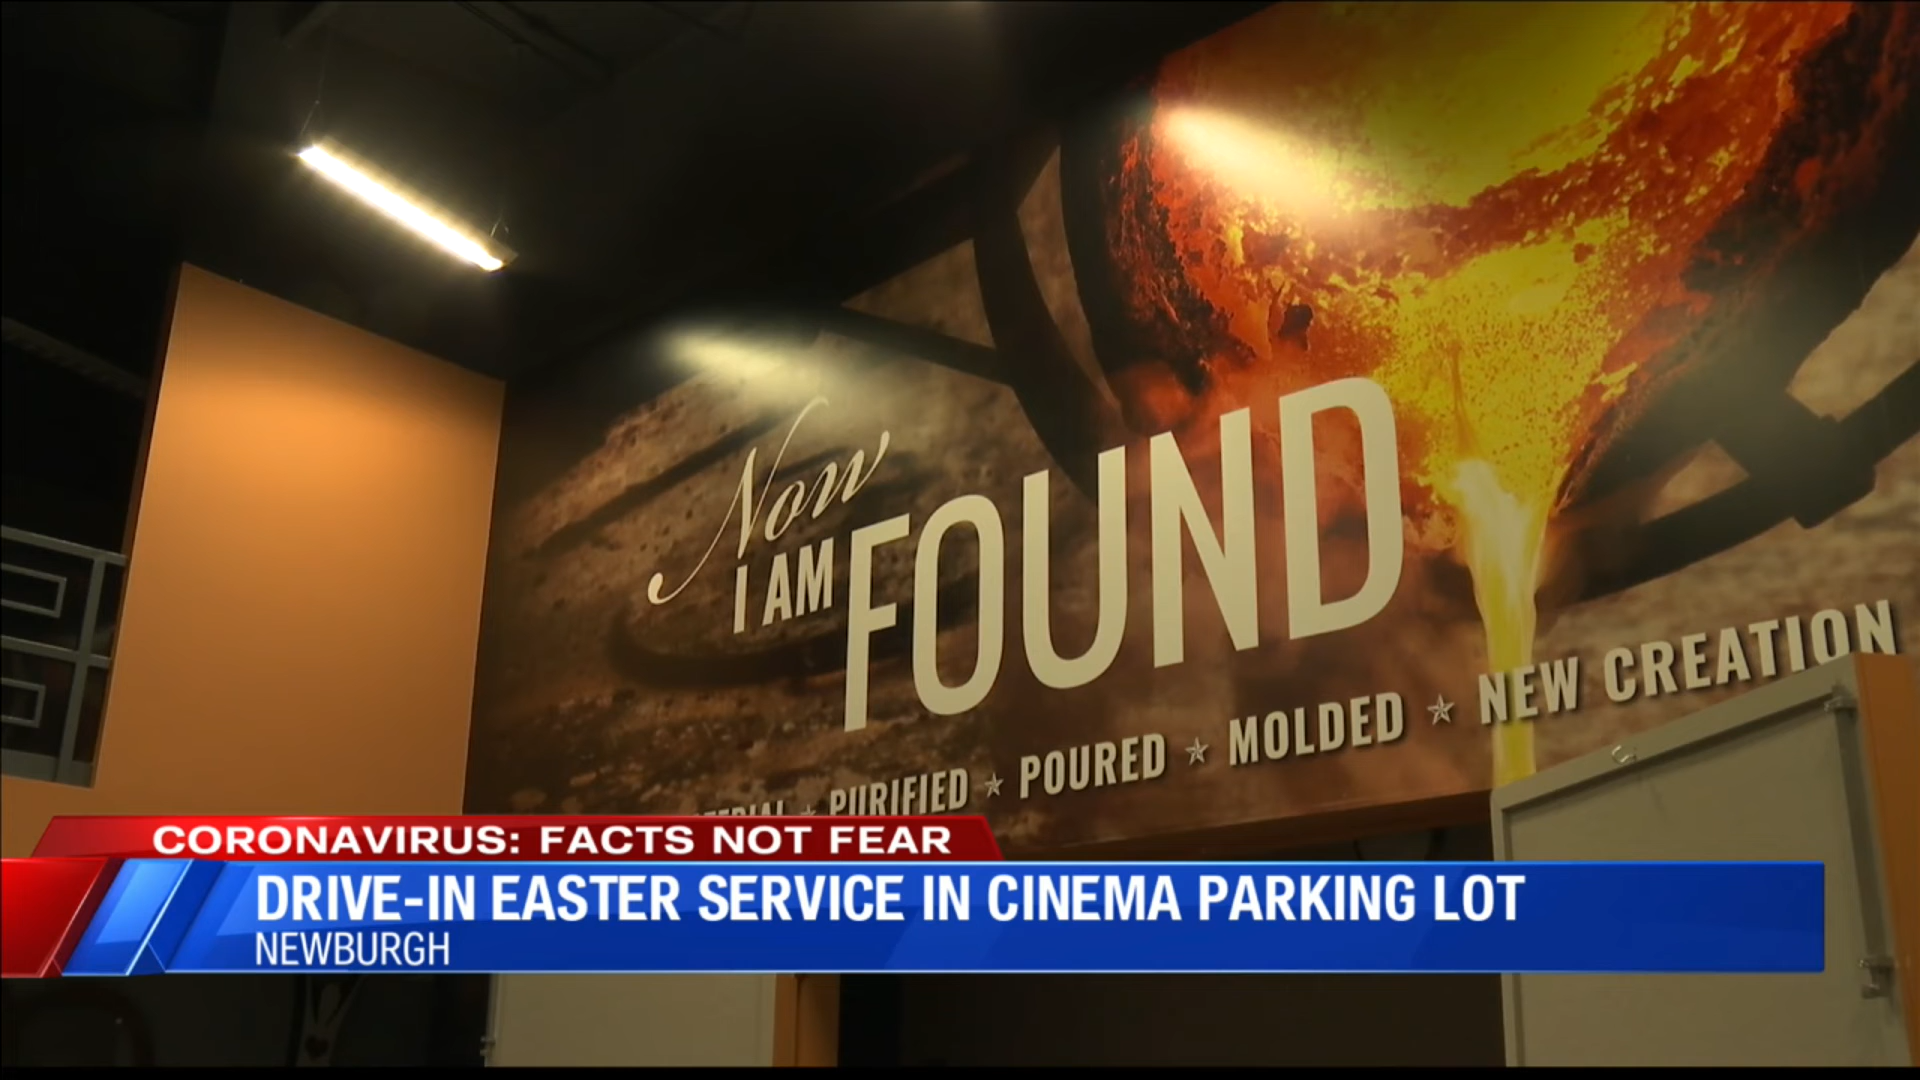 Now
I AM FOUND
PURIFIED ★ POURED ★ MOLDED ★ NEW CREATION
CORONAVIRUS: FACTS NOT FEAR
DRIVE-IN EASTER SERVICE IN CINEMA PARKING LOT
NEWBURGH